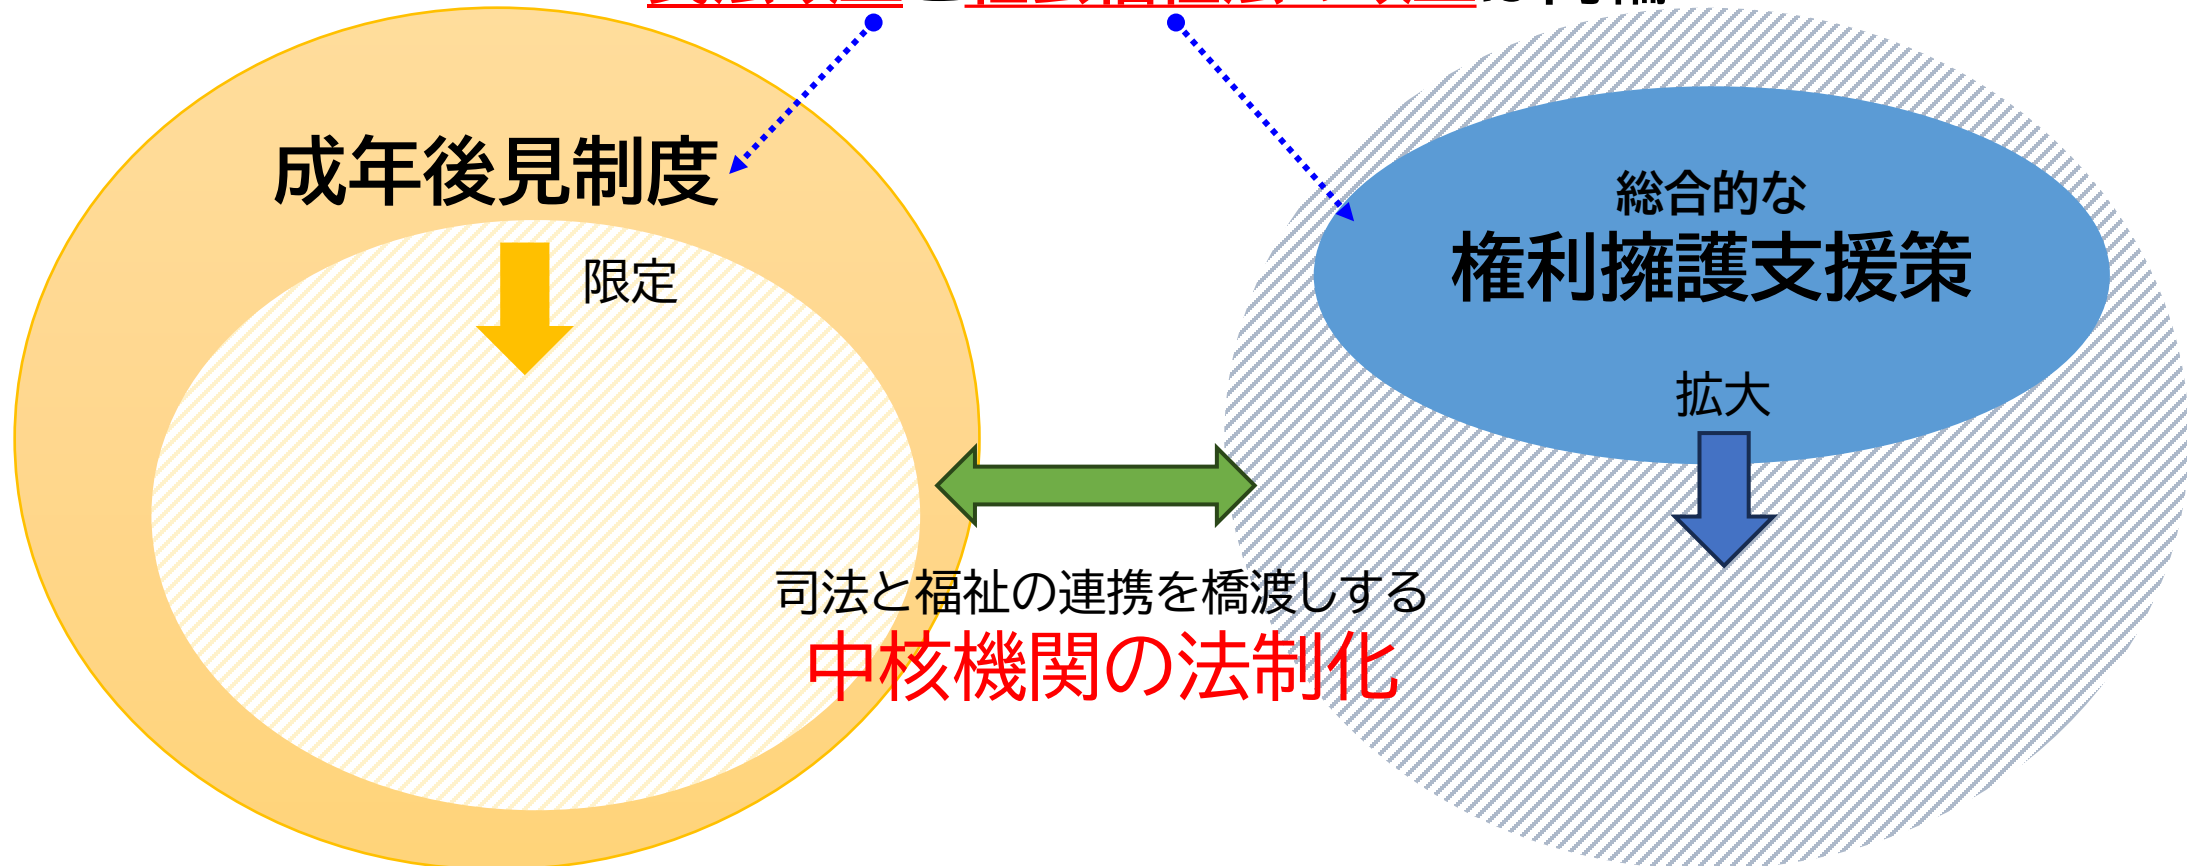 成年後見制度
限定
総合的な
権利擁護支援策
拡大
司法と福祉の連携を橋渡しする
中核機関の法制化